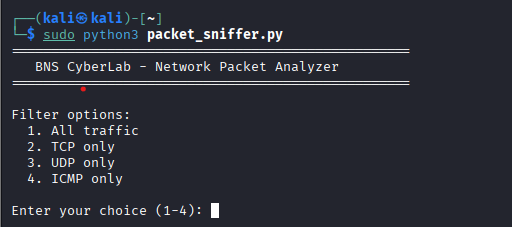 ┌──(kali㉿kali)-[~]
└─$ sudo python3 packet_sniffer.py
==================================================
BNS CyberLab - Network Packet Analyzer
==================================================
Filter options:
1. All traffic
2. TCP only
3. UDP only
4. ICMP only
Enter your choice (1-4):